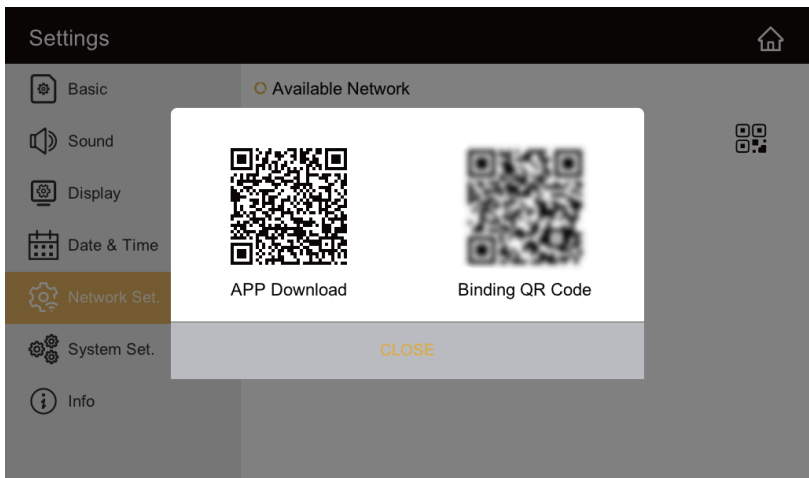 Settings
Basic
Available Network
Sound
Display
Date & Time
APP Download
Binding QR Code
Network Set.
System Set.
CLOSE
Info